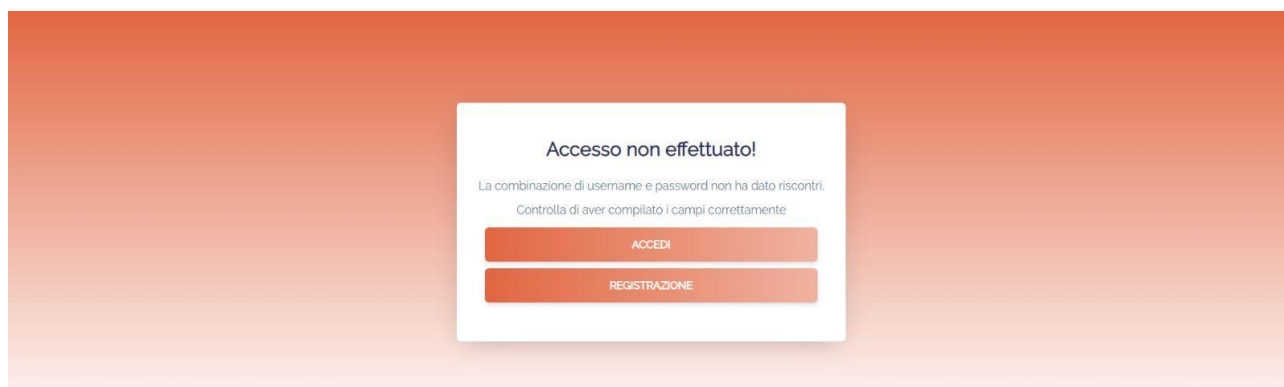 Accesso non effettuato!
La combinazione di username e password non ha dato riscontri.
Controlla di aver compilato i campi correttamente
ACCEDI
REGISTRAZIONE